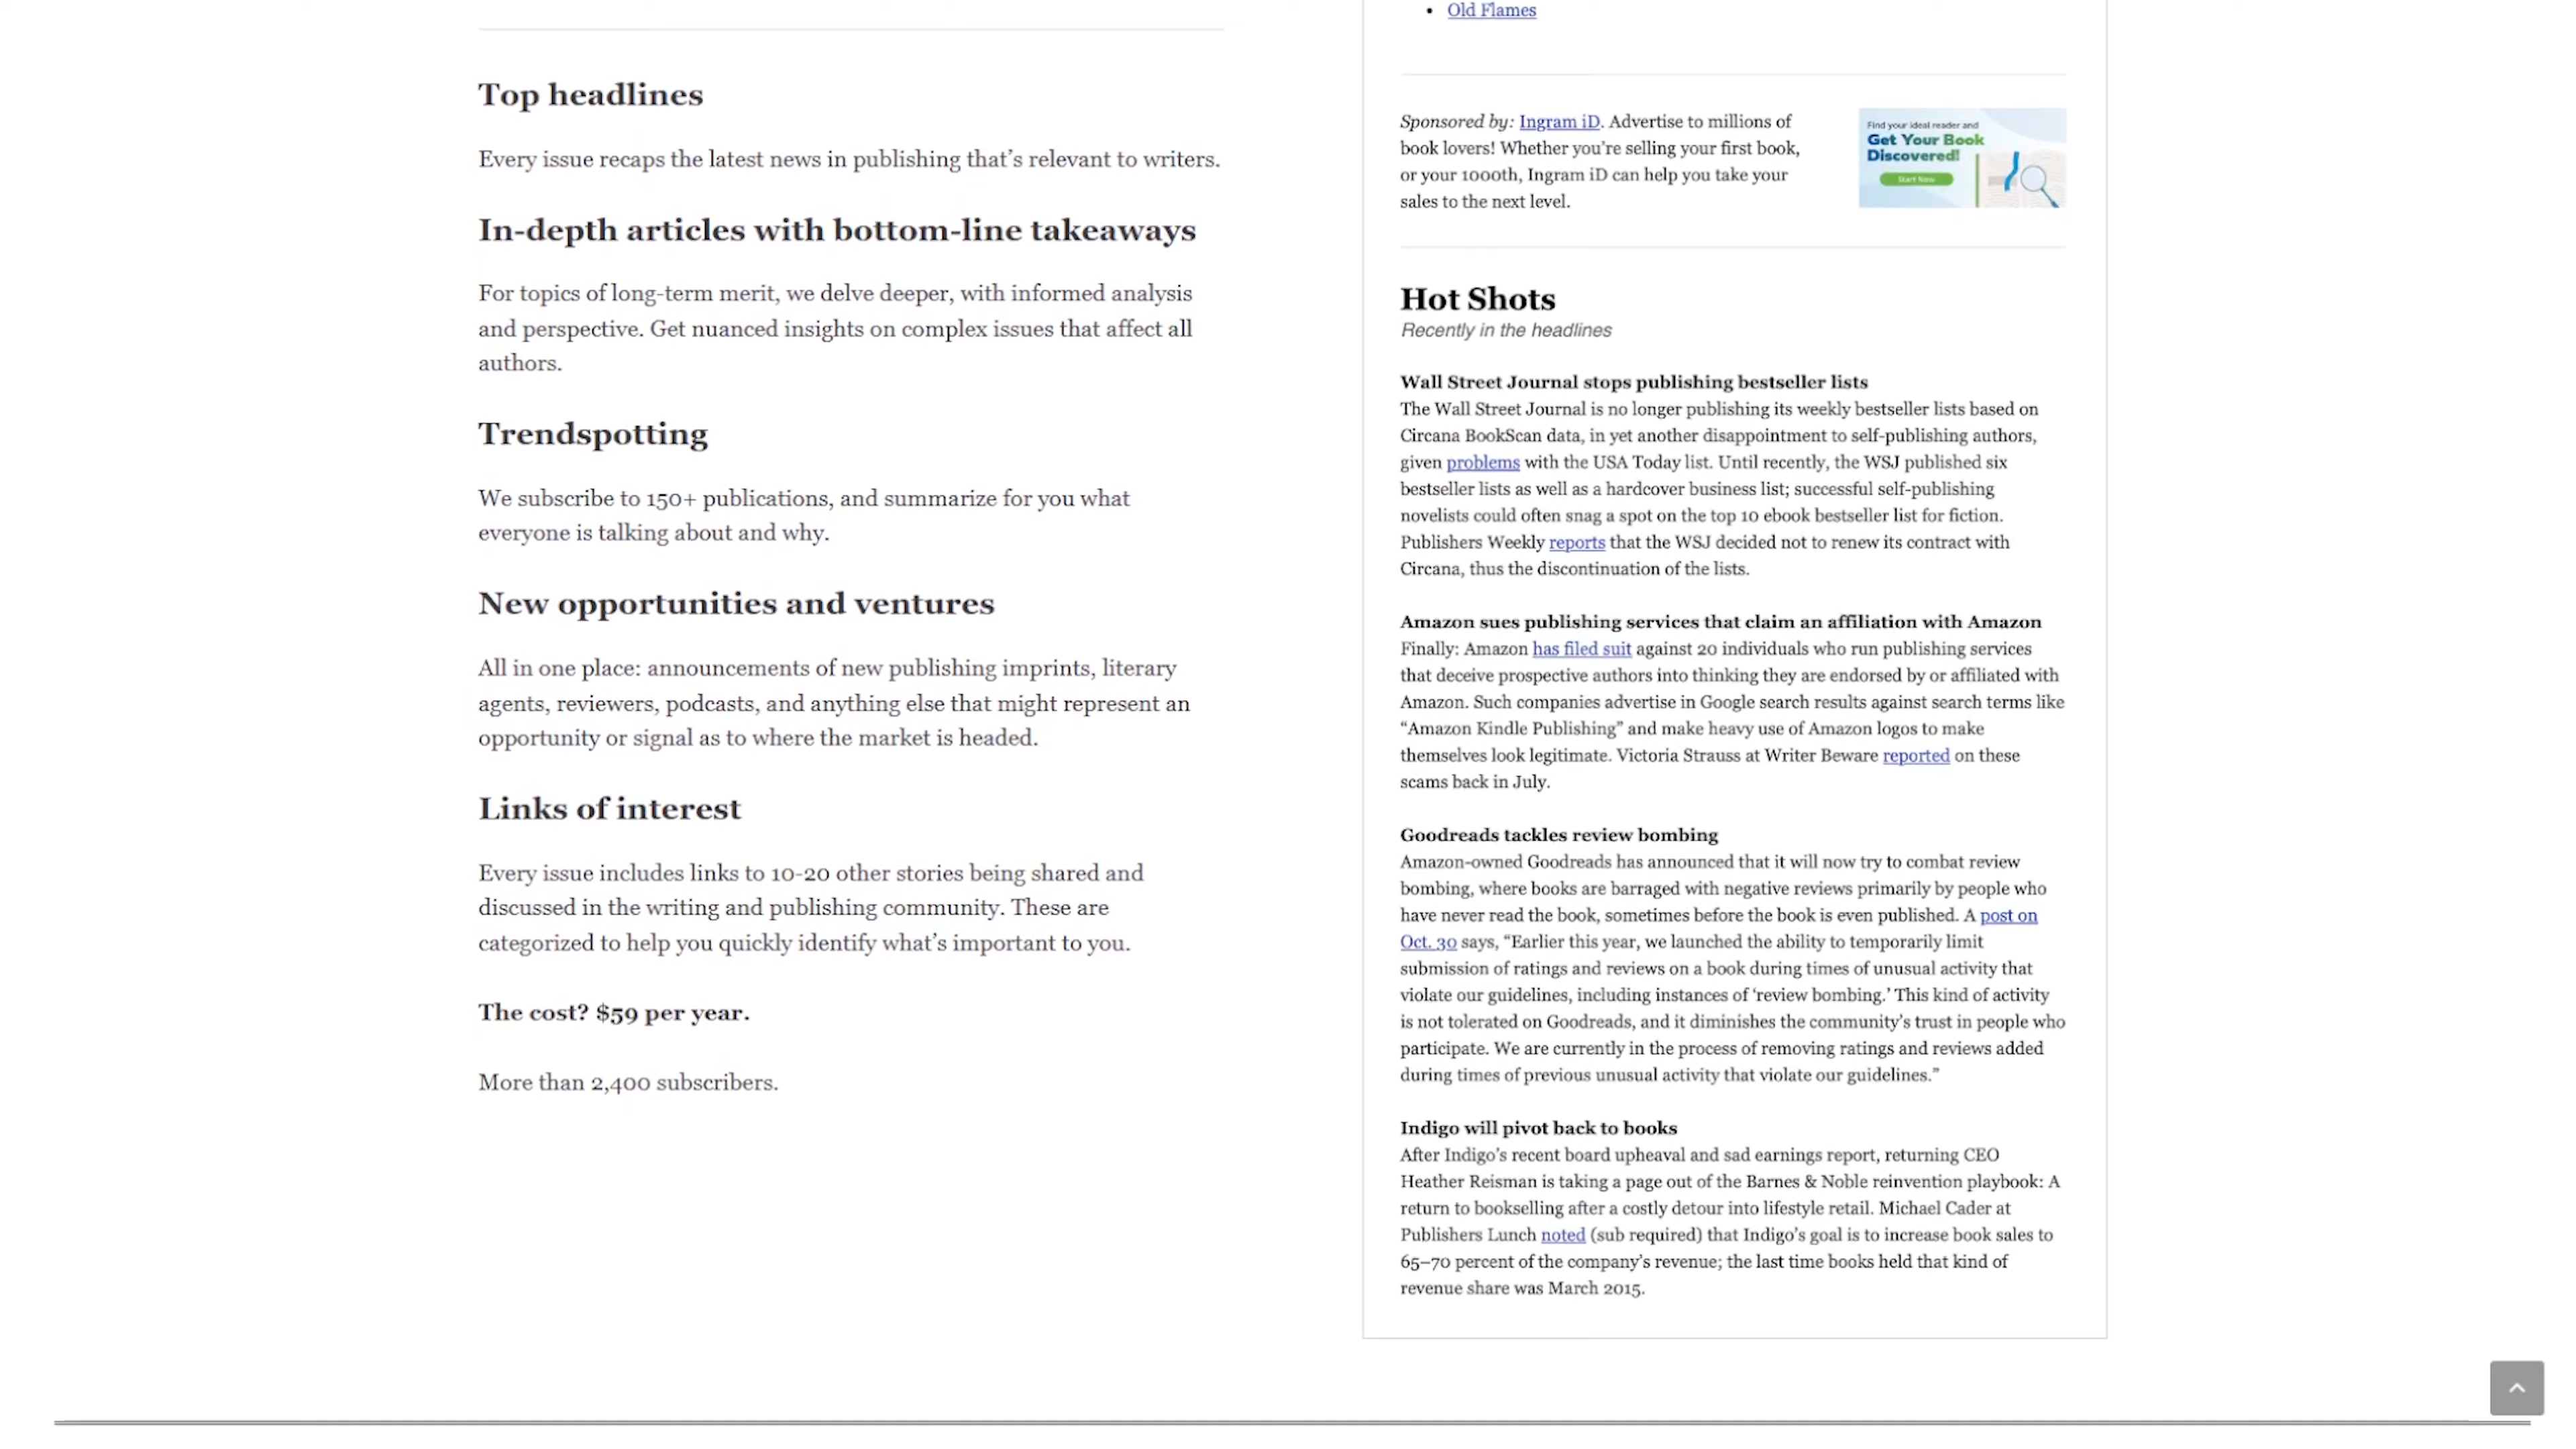 Top headlines
Every issue recaps the latest news in publishing that’s relevant to writers.
In-depth articles with bottom-line takeaways
For topics of long-term merit, we delve deeper, with informed analysis
and perspective. Get nuanced insights on complex issues that affect all
authors.
Trendspotting
We subscribe to 150+ publications, and summarize for you what
everyone is talking about and why.
New opportunities and ventures
All in one place: announcements of new publishing imprints, literary
agents, reviewers, podcasts, and anything else that might represent an
opportunity or signal as to where the market is headed.
Links of interest
Every issue includes links to 10-20 other stories being shared and
discussed in the writing and publishing community. These are
categorized to help you quickly identify what’s important to you.
The cost? $59 per year.
More than 2,400 subscribers.
• Old Flames
Sponsored by: Ingram iD. Advertise to millions of
book lovers! Whether you’re selling your first book,
or your 1000th, Ingram iD can help you take your
sales to the next level.
Find your ideal reader and
Get Your Book
Discovered!
Start Now
Hot Shots
Recently in the headlines
Wall Street Journal stops publishing bestseller lists
The Wall Street Journal is no longer publishing its weekly bestseller lists based on
Circana BookScan data, in yet another disappointment to self-publishing authors,
given problems with the USA Today list. Until recently, the WSJ published six
bestseller lists as well as a hardcover business list; successful self-publishing
novelists could often snag a spot on the top 10 ebook bestseller list for fiction.
Publishers Weekly reports that the WSJ decided not to renew its contract with
Circana, thus the discontinuation of the lists.
Amazon sues publishing services that claim an affiliation with Amazon
Finally: Amazon has filed suit against 20 individuals who run publishing services
that deceive prospective authors into thinking they are endorsed by or affiliated with
Amazon. Such companies advertise in Google search results against search terms like
“Amazon Kindle Publishing” and make heavy use of Amazon logos to make
themselves look legitimate. Victoria Strauss at Writer Beware reported on these
scams back in July.
Goodreads tackles review bombing
Amazon-owned Goodreads has announced that it will now try to combat review
bombing, where books are barraged with negative reviews primarily by people who
have never read the book, sometimes before the book is even published. A post on
Oct. 30 says, “Earlier this year, we launched the ability to temporarily limit
submission of ratings and reviews on a book during times of unusual activity that
violate our guidelines, including instances of ‘review bombing.’ This kind of activity
is not tolerated on Goodreads, and it diminishes the community’s trust in people who
participate. We are currently in the process of removing ratings and reviews added
during times of previous unusual activity that violate our guidelines.”
Indigo will pivot back to books
After Indigo’s recent board upheaval and sad earnings report, returning CEO
Heather Reisman is taking a page out of the Barnes & Noble reinvention playbook: A
return to bookselling after a costly detour into lifestyle retail. Michael Cader at
Publishers Lunch noted (sub required) that Indigo’s goal is to increase book sales to
65–70 percent of the company’s revenue; the last time books held that kind of
revenue share was March 2015.